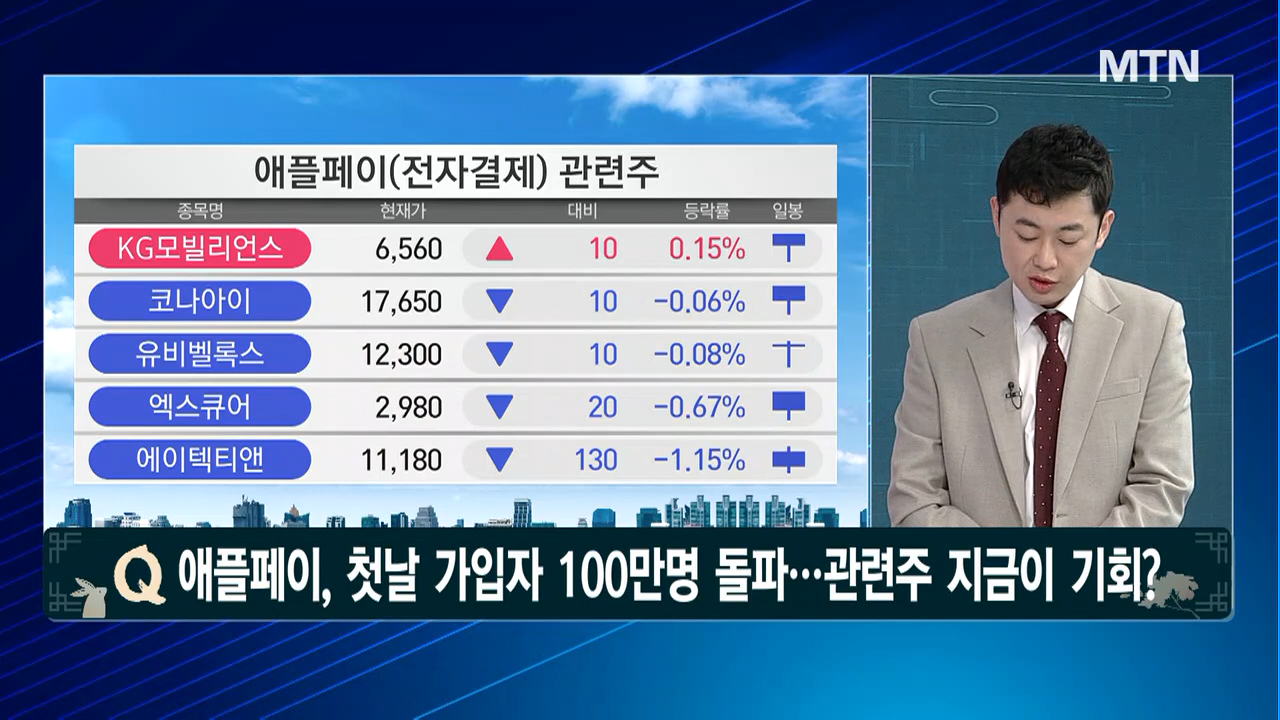 MTN
애플페이(전자결제) 관련주
종목명 현재가 대비 등락률 일봉
KG모빌리언스 6,560 ▲ 10 0.15%
코나아이 17,650 ▼ 10 -0.06%
유비벨록스 12,300 ▼ 10 -0.08%
엑스큐어 2,980 ▼ 20 -0.67%
에이텍티앤 11,180 ▼ 130 -1.15%
Q 애플페이, 첫날 가입자 100만명 돌파…관련주 지금이 기회?